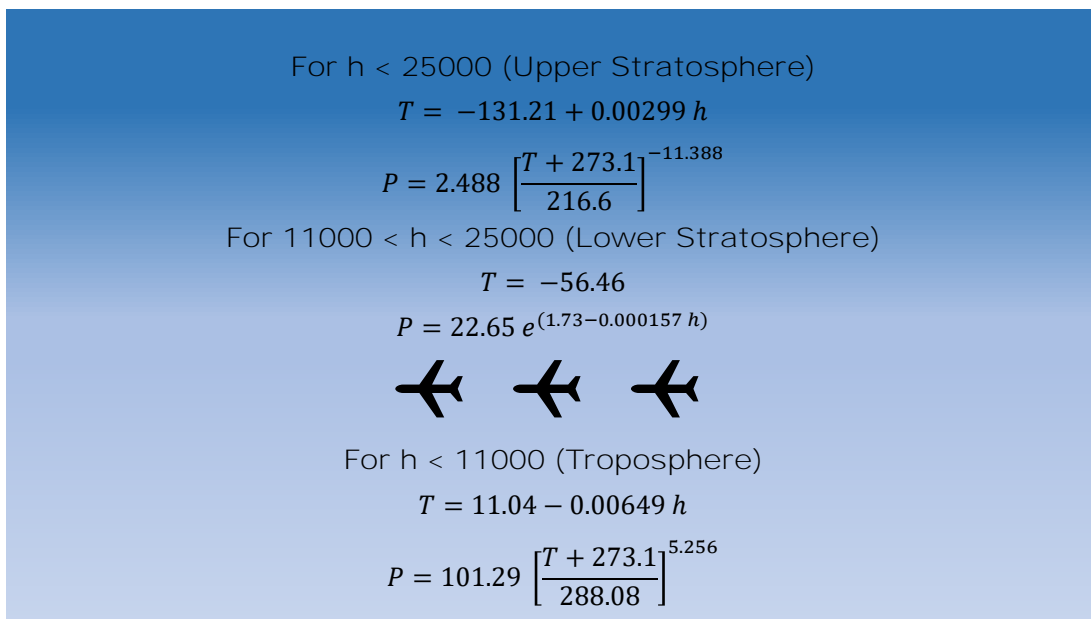 For h < 25000 (Upper Stratosphere)
T = −131.21 + 0.00299 h
P = 2.488 [(T + 273.1)/216.6]^−11.388
For 11000 < h < 25000 (Lower Stratosphere)
T = −56.46
P = 22.65 e^(1.73−0.000157 h)
For h < 11000 (Troposphere)
T = 11.04 − 0.00649 h
P = 101.29 [(T + 273.1)/288.08]^5.256